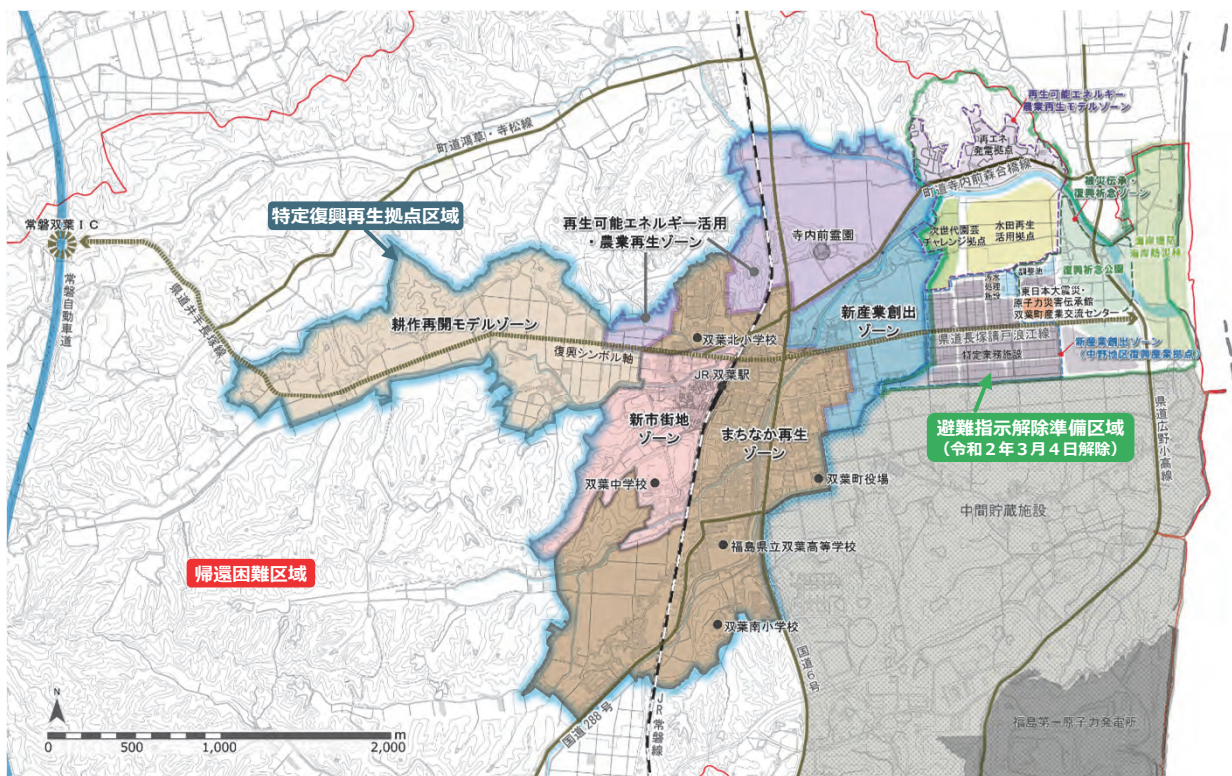 再生可能エネルギー
農業再生モデルゾーン
町道鴻草・寺松線
再エネ
発電拠点
町道寺内前森合橋線
被災伝承・
復興祈念ゾーン
常磐双葉IC
特定復興再生拠点区域
再生可能エネルギー活用
・農業再生ゾーン
寺内前霊園
次世代園芸
チャレンジ拠点
水田再生
活用拠点
海岸堤防
海岸防災林
復興祈念公園
調整池
汚水
処理
施設
常磐自動車道
県道井手長塚線
耕作再開モデルゾーン
復興シンボル軸
双葉北小学校
新産業創出
ゾーン
東日本大震災・
原子力災害伝承館
双葉町産業交流センター
県道長塚請戸浪江線
特定業務施設
新産業創出ゾーン
(中野地区復興産業拠点)
JR双葉駅
新市街地
ゾーン
まちなか再生
ゾーン
避難指示解除準備区域
(令和2年3月4日解除)
県道広野小高線
双葉中学校
双葉町役場
中間貯蔵施設
福島県立双葉高等学校
帰還困難区域
双葉南小学校
国道6号
国道288号
JR常磐線
福島第一原子力発電所
N
0 500 1,000 2,000 m